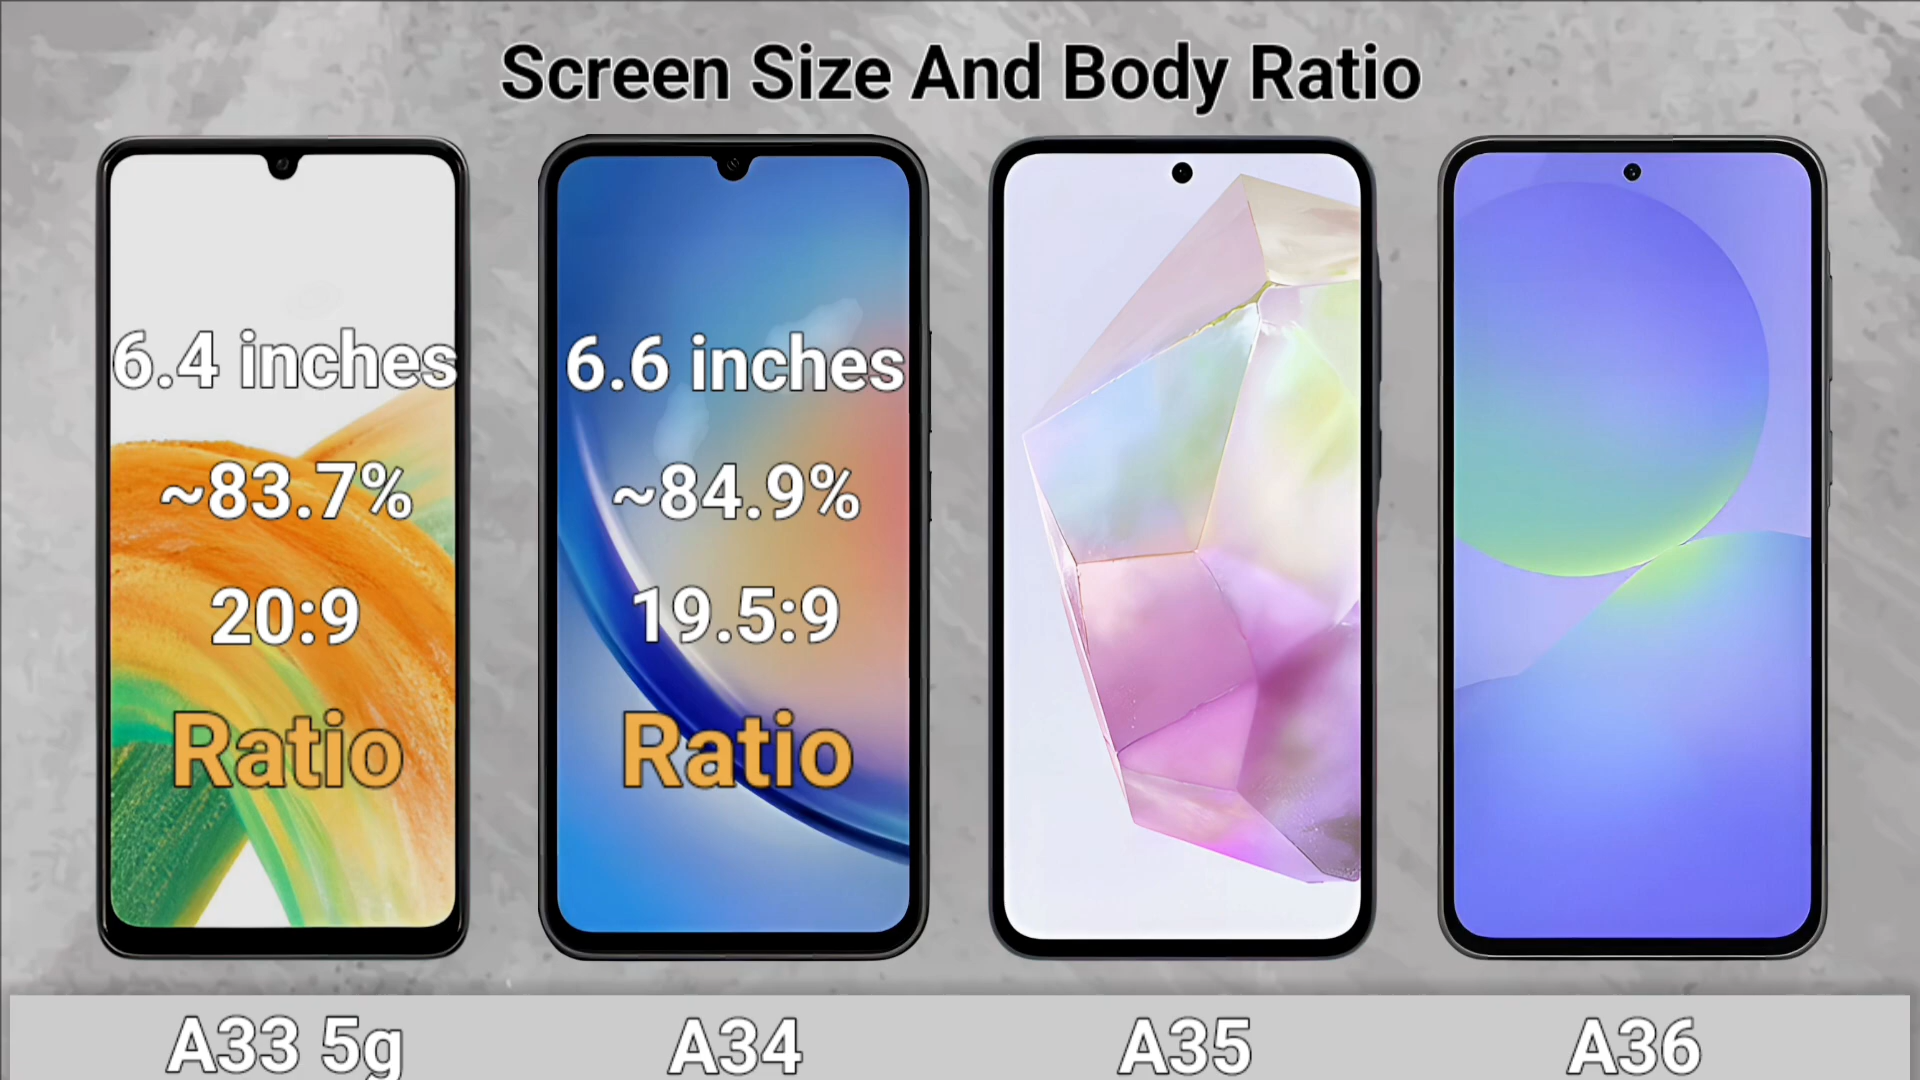 Screen Size And Body Ratio
6.4 inches
~83.7%
20:9
Ratio
6.6 inches
~84.9%
19.5:9
Ratio
A33 5g
A34
A35
A36